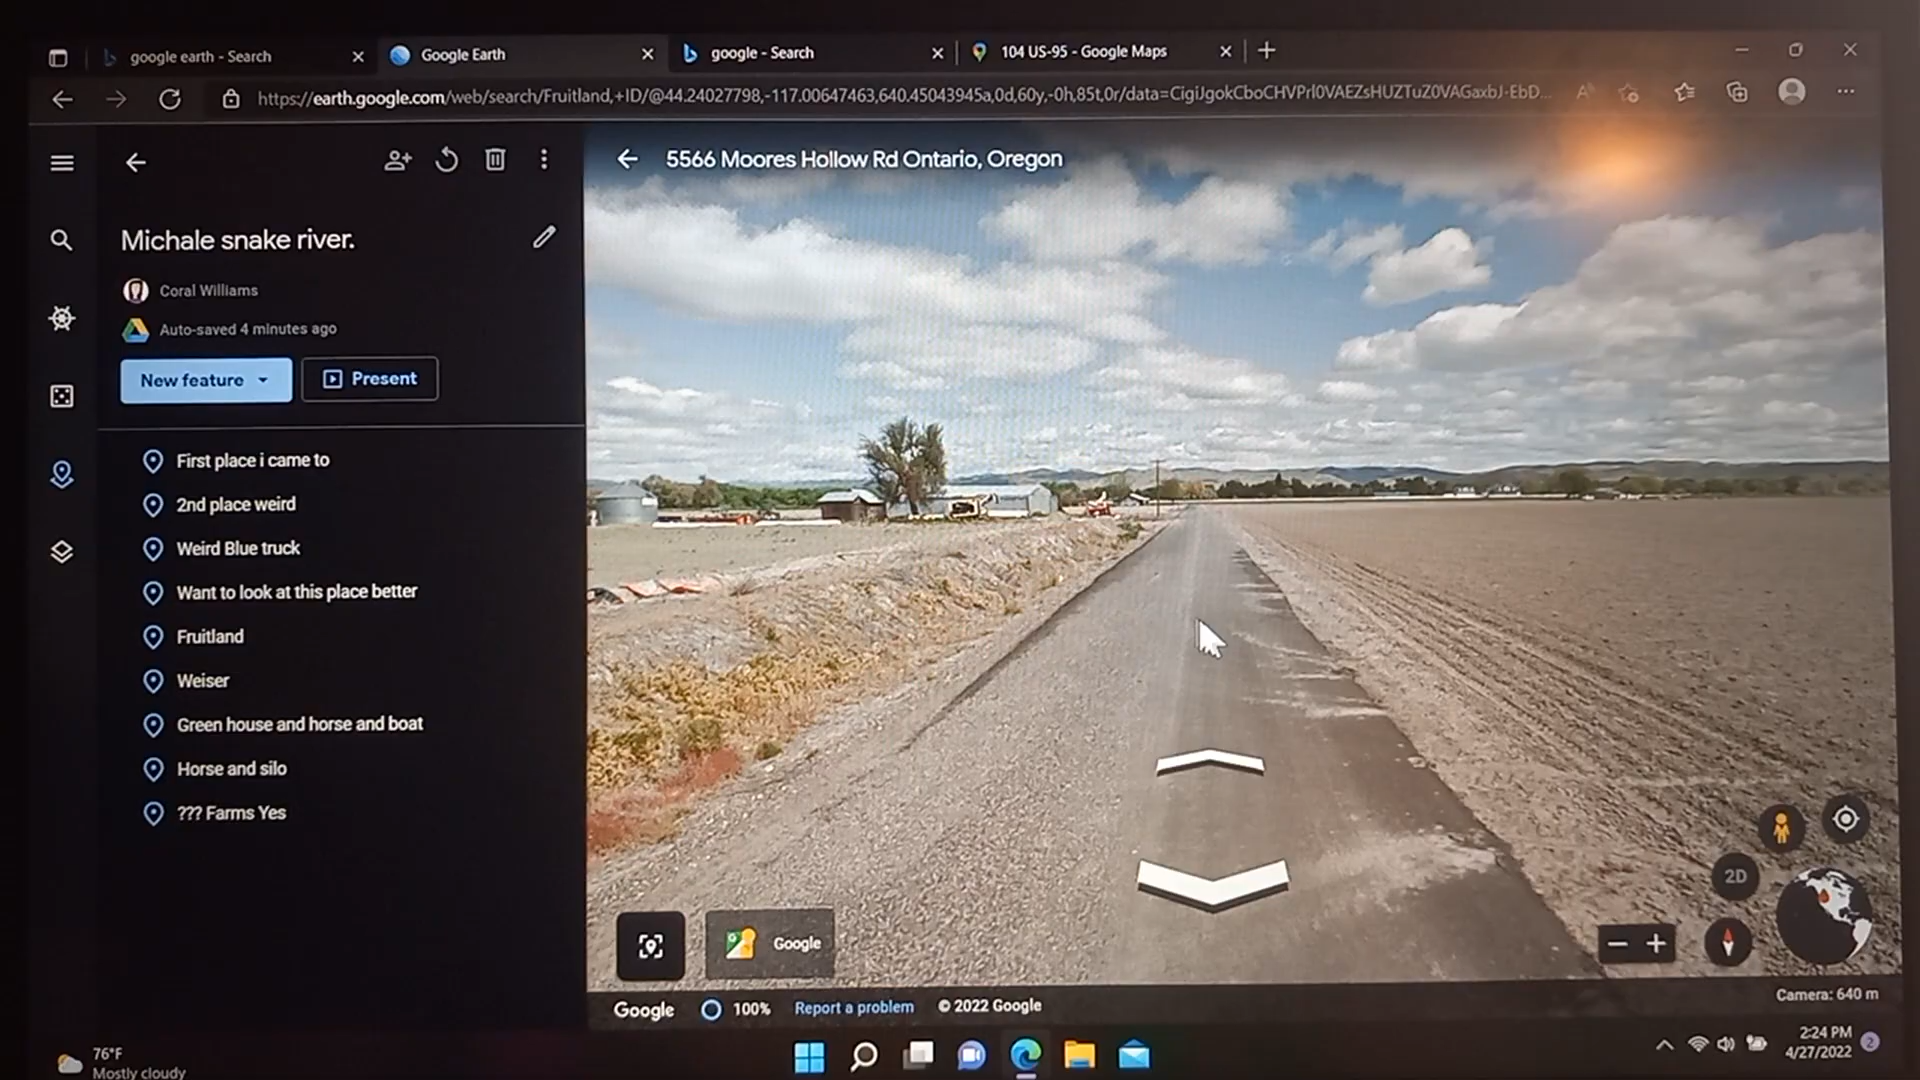 google earth - Search
Google Earth
google - Search
104 US-95 - Google Maps
https://earth.google.com/web/search/Fruitland,+ID/@44.24027798,-117.00647463,640.45043945a,0d,60y,-0h,85t,0r/data=CigiJgokCboCHVPrl0VAEZsHUZTuZ0VAGaxbJ-EbD...
5566 Moores Hollow Rd Ontario, Oregon
Michale snake river.
Coral Williams
Auto-saved 4 minutes ago
New feature
Present
First place i came to
2nd place weird
Weird Blue truck
Want to look at this place better
Fruitland
Weiser
Green house and horse and boat
Horse and silo
??? Farms Yes
2D
Google
Google
100%
Report a problem
© 2022 Google
Camera: 640 m
76°F
Mostly cloudy
2:24 PM
4/27/2022
2